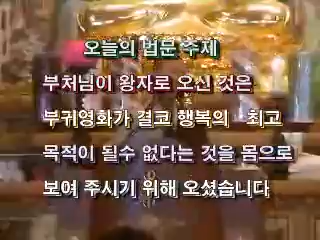 오늘의 법문 주제
부처님이 왕자로 오신 것은
부귀영화가 결코 행복의 최고
목적이 될수 없다는 것을 몸으로
보여 주시기 위해 오셨습니다